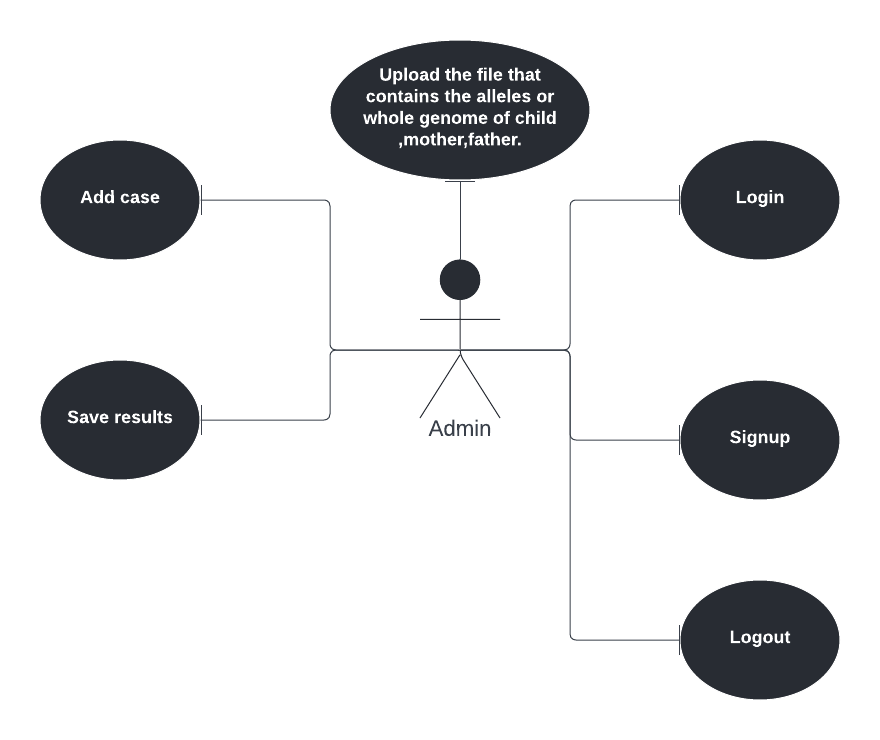 Upload the file that
contains the alleles or
whole genome of child
,mother,father.
Add case
Login
Save results
Admin
Signup
Logout